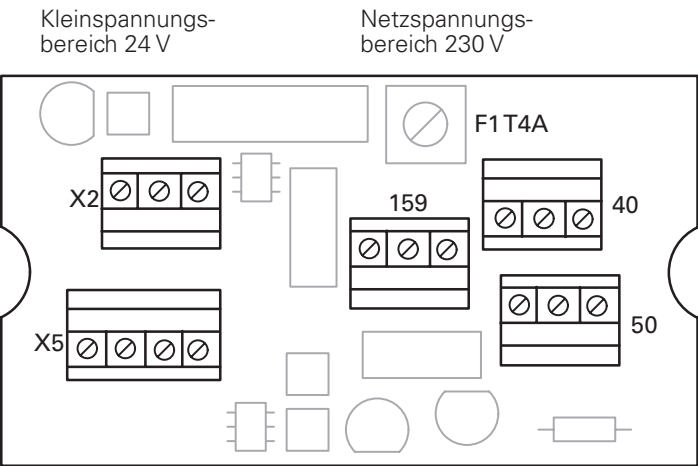 Kleinspannungs-
bereich 24 V
Netzspannungs-
bereich 230 V
F1 T4A
X2
159
40
50
X5